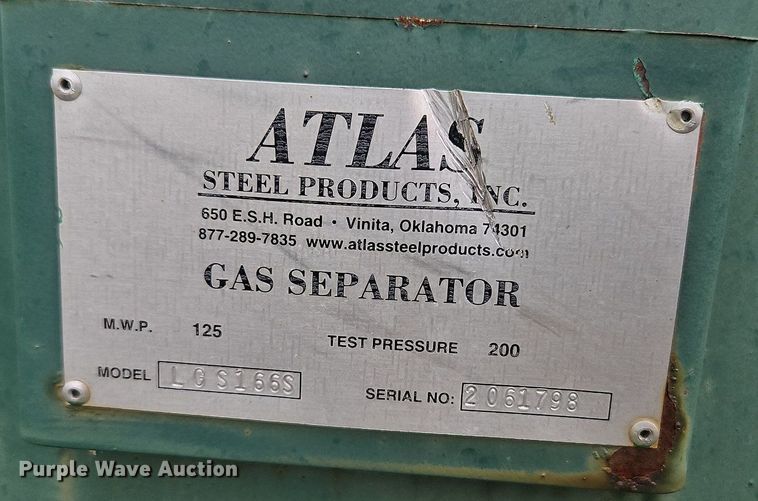 ATLAS
STEEL PRODUCTS, INC.
650 E.S.H. Road • Vinita, Oklahoma 74301
877-289-7835 www.atlassteelproducts.com
GAS SEPARATOR
M.W.P. 125
TEST PRESSURE 200
MODEL LGS166S
SERIAL NO: 2061798
Purple Wave Auction